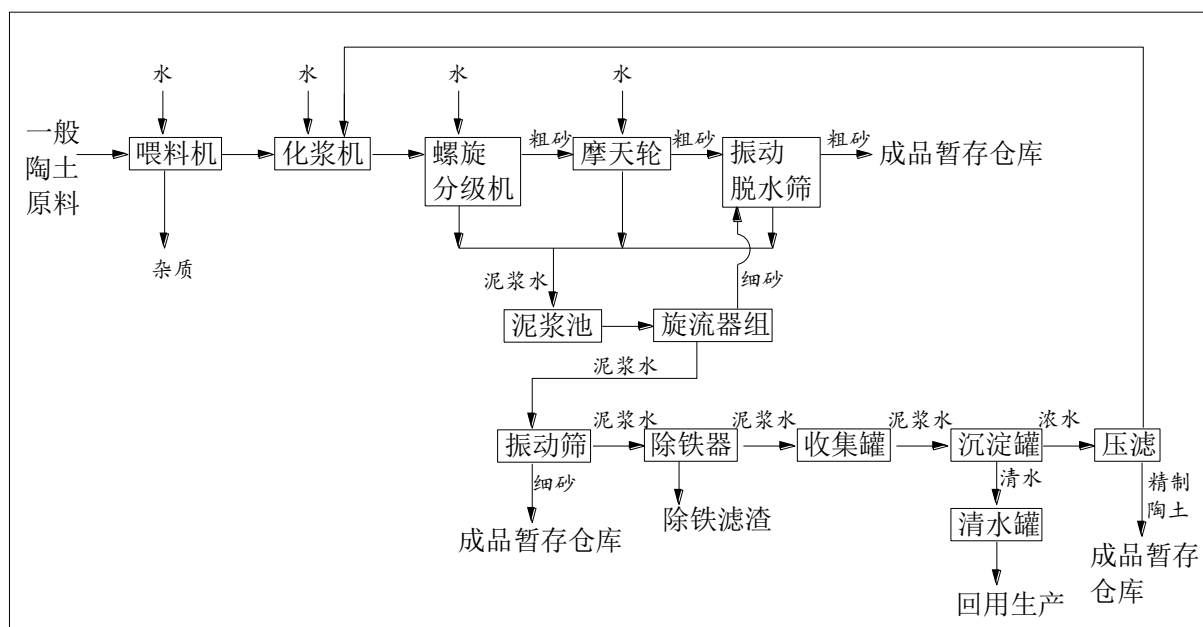 水
水
水
水
一般
陶土
原料
喂料机
化浆机
螺旋
分级机
粗砂
摩天轮
粗砂
振动
脱水筛
粗砂
成品暂存仓库
杂质
泥浆水
细砂
泥浆池
旋流器组
泥浆水
振动筛
泥浆水
除铁器
泥浆水
收集罐
泥浆水
沉淀罐
浓水
压滤
细砂
成品暂存仓库
除铁滤渣
清水
清水罐
回用生产
精制
陶土
成品暂存
仓库